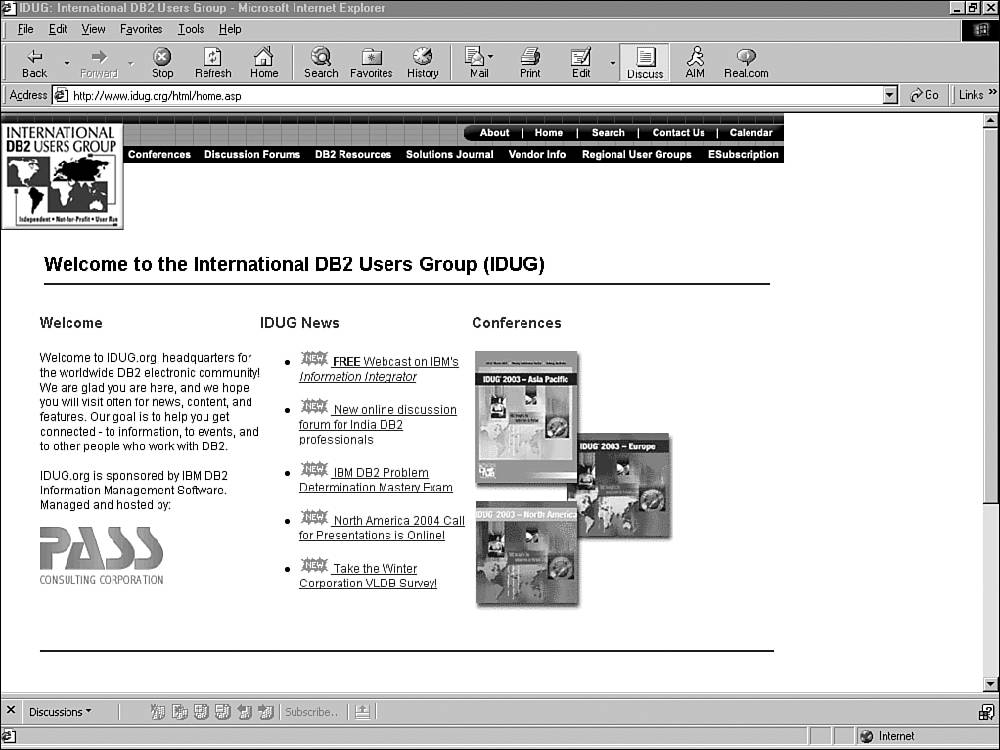 IDUG: International DB2 Users Group - Microsoft Internet Explorer
File Edit View Favorites Tools Help
Back Forward Stop Refresh Home Search Favorites History Mail Print Edit Discuss AIM Real.com
Address http://www.idug.org/html/home.asp Go Links »
INTERNATIONAL
DB2 USERS GROUP
Independent • Not-for-Profit • User Run
About | Home | Search | Contact Us | Calendar
Conferences Discussion Forums DB2 Resources Solutions Journal Vendor Info Regional User Groups ESubscription
Welcome to the International DB2 Users Group (IDUG)
Welcome
Welcome to IDUG.org headquarters for
the worldwide DB2 electronic community!
We are glad you are here, and we hope
you will visit often for news, content, and
features. Our goal is to help you get
connected - to information, to events, and
to other people who work with DB2.
IDUG.org is sponsored by IBM DB2
Information Management Software.
Managed and hosted by:
PASS
CONSULTING CORPORATION
IDUG News
• NEW FREE Webcast on IBM's
Information Integrator
• NEW New online discussion
forum for India DB2
professionals
• NEW IBM DB2 Problem
Determination Mastery Exam
• NEW North America 2004 Call
for Presentations is Online!
• NEW Take the Winter
Corporation VLDB Survey!
Conferences
IDUG 2003 – Asia Pacific
IDUG 2003 – Europe
IDUG 2003 – North America
Discussions Subscribe...
Internet